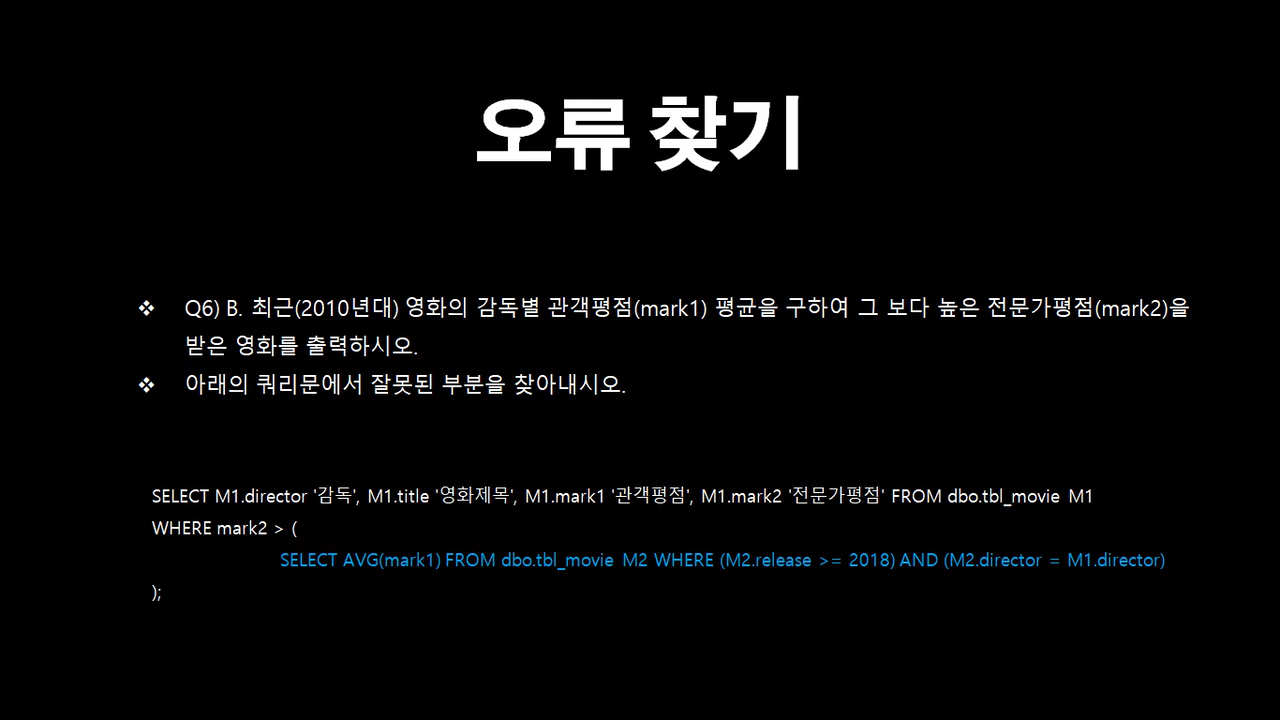 오류 찾기
❖ Q6) B. 최근(2010년대) 영화의 감독별 관객평점(mark1) 평균을 구하여 그 보다 높은 전문가평점(mark2)을
받은 영화를 출력하시오.
❖ 아래의 쿼리문에서 잘못된 부분을 찾아내시오.
SELECT M1.director '감독', M1.title '영화제목', M1.mark1 '관객평점', M1.mark2 '전문가평점' FROM dbo.tbl_movie M1
WHERE mark2 > (
SELECT AVG(mark1) FROM dbo.tbl_movie M2 WHERE (M2.release >= 2018) AND (M2.director = M1.director)
);